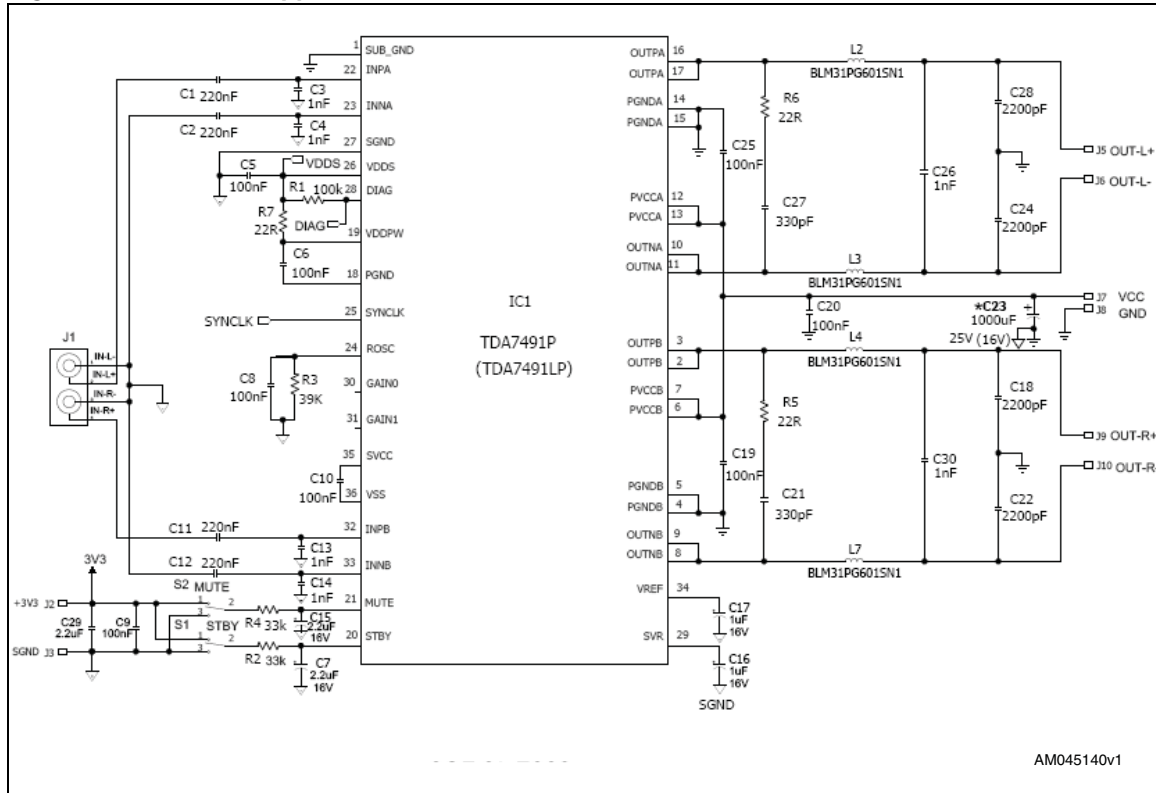 1 SUB_GND
22 INPA
C1 220nF
C3
1nF
23 INNA
C2 220nF
C4
1nF
27 SGND
VDDS 26 VDDS
C5
100nF
R1 100k 28 DIAG
R7
22R
DIAG
19 VDDPW
C6
100nF 18 PGND
25 SYNCLK
SYNCLK
24 ROSC
C8
100nF
R3
39K
30 GAIN0
31 GAIN1
35 SVCC
C10
100nF 36 VSS
32 INPB
C11 220nF
C13
1nF
33 INNB
C12 220nF
C14
1nF
21 MUTE
S2 MUTE
1
2
3
R4 33k
C15
2.2uF
16V
20 STBY
S1 STBY
1
2
3
R2 33k
C7
2.2uF
16V
3V3
+3V3 J2
C29
2.2uF
C9
100nF
SGND J3
J1
IN-L-
IN-L+
IN-R-
IN-R+
IC1
TDA7491P
(TDA7491LP)
OUTPA 16
OUTPA 17
PGNDA 14
PGNDA 15
PVCCA 12
PVCCA 13
OUTNA 10
OUTNA 11
OUTPB 3
OUTPB 2
PVCCB 7
PVCCB 6
PGNDB 5
PGNDB 4
OUTNB 9
OUTNB 8
VREF 34
SVR 29
L2
BLM31PG601SN1
R6
22R
C25
100nF
C27
330pF
C26
1nF
C28
2200pF
C24
2200pF
J5 OUT-L+
J6 OUT-L-
L3
BLM31PG601SN1
C20
100nF
*C23
1000uF
+
25V (16V)
J7 VCC
J8 GND
L4
BLM31PG601SN1
R5
22R
C19
100nF
C21
330pF
C30
1nF
C18
2200pF
C22
2200pF
J9 OUT-R+
J10 OUT-R
L7
BLM31PG601SN1
C17
1uF
16V
C16
1uF
16V
SGND
AM045140v1